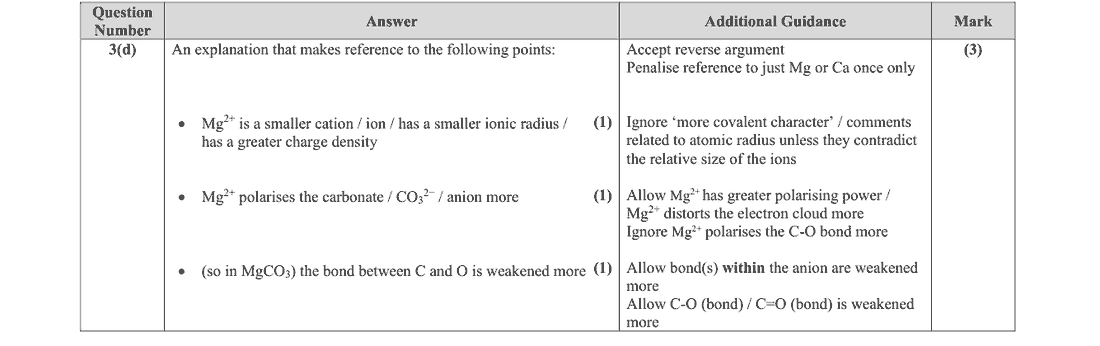 Question Number Answer Additional Guidance Mark
3(d) An explanation that makes reference to the following points: Accept reverse argument (3)
Penalise reference to just Mg or Ca once only
• Mg²⁺ is a smaller cation / ion / has a smaller ionic radius / (1) Ignore ‘more covalent character’ / comments
has a greater charge density related to atomic radius unless they contradict
the relative size of the ions
• Mg²⁺ polarises the carbonate / CO₃²⁻ / anion more (1) Allow Mg²⁺ has greater polarising power /
Mg²⁺ distorts the electron cloud more
Ignore Mg²⁺ polarises the C-O bond more
• (so in MgCO₃) the bond between C and O is weakened more (1) Allow bond(s) within the anion are weakened
more
Allow C-O (bond) / C=O (bond) is weakened
more